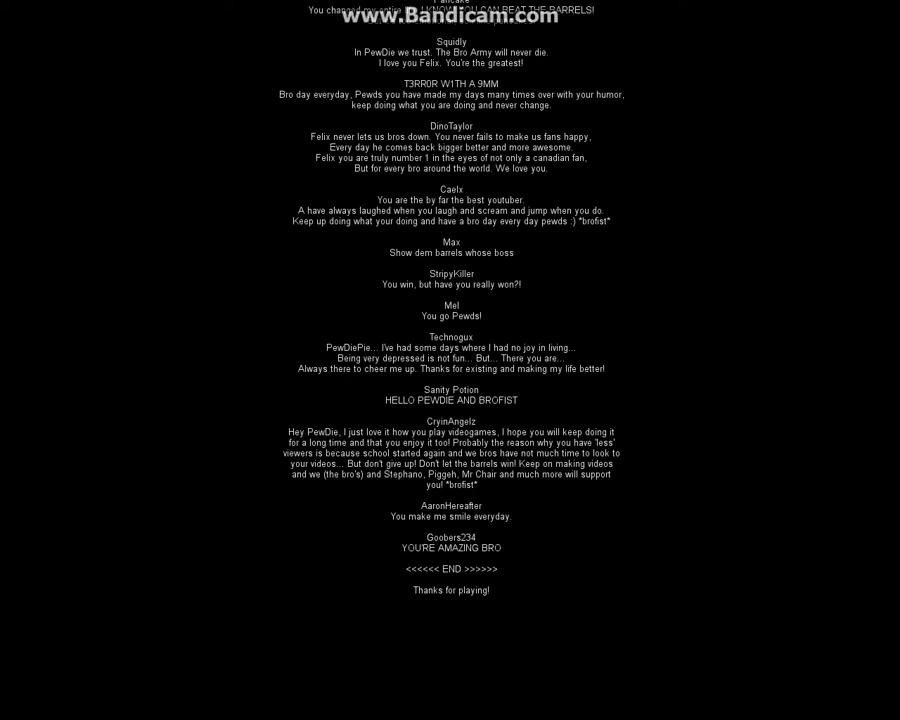 Pancake
You changed my entire life. I KNOW YOU CAN BEAT THE BARRELS!
www.Bandicam.com
Squidly
In PewDie we trust. The Bro Army will never die.
I love you Felix. You're the greatest!
T3RR0R W1TH A 9MM
Bro day everyday, Pewds you have made my days many times over with your humor,
keep doing what you are doing and never change.
DinoTaylor
Felix never lets us bros down. You never fails to make us fans happy,
Every day he comes back bigger better and more awesome.
Felix you are truly number 1 in the eyes of not only a canadian fan,
But for every bro around the world. We love you.
Caelx
You are the by far the best youtuber.
A have always laughed when you laugh and scream and jump when you do.
Keep up doing what your doing and have a bro day every day pewds :) *brofist*
Max
Show dem barrels whose boss
StripyKiller
You win, but have you really won?!
Mel
You go Pewds!
Technogux
PewDiePie... I've had some days where I had no joy in living...
Being very depressed is not fun... But... There you are...
Always there to cheer me up. Thanks for existing and making my life better!
Sanity Potion
HELLO PEWDIE AND BROFIST
CryinAngelz
Hey PewDie, I just love it how you play videogames, I hope you will keep doing it
for a long time and that you enjoy it too! Probably the reason why you have 'less'
viewers is because school started again and we bros have not much time to look to
your videos... But don't give up! Don't let the barrels win! Keep on making videos
and we (the bro's) and Stephano, Piggeh, Mr Chair and much more will support
you! *brofist*
AaronHereafter
You make me smile everyday.
Goobers234
YOU'RE AMAZING BRO
<<<<<< END >>>>>>
Thanks for playing!